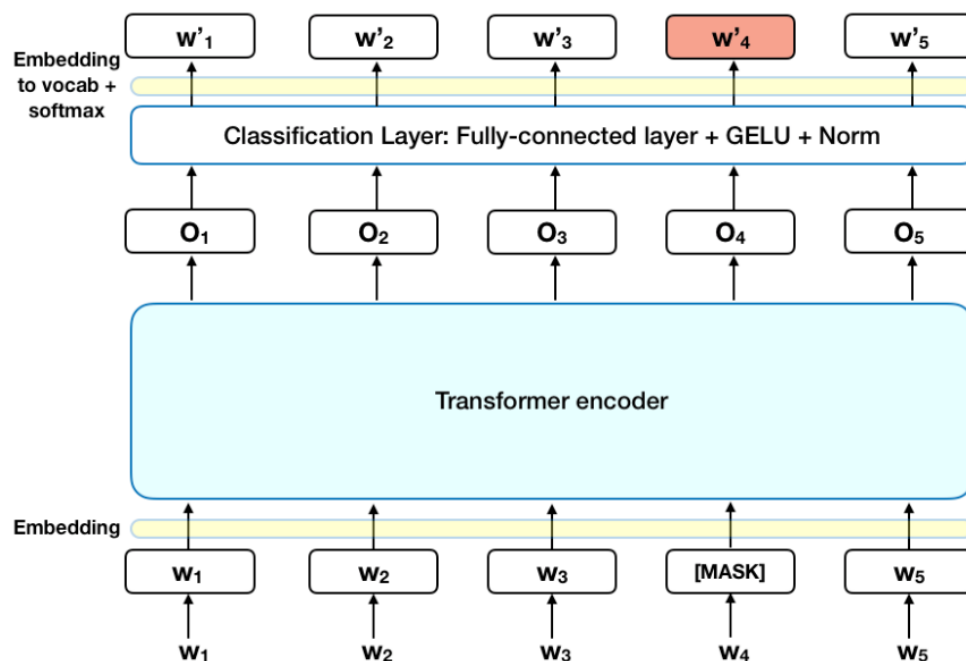 w’₁ w’₂ w’₃ w’₄ w’₅
Embedding
to vocab +
softmax
Classification Layer: Fully-connected layer + GELU + Norm
O₁ O₂ O₃ O₄ O₅
Transformer encoder
Embedding
w₁ w₂ w₃ [MASK] w₅
w₁ w₂ w₃ w₄ w₅